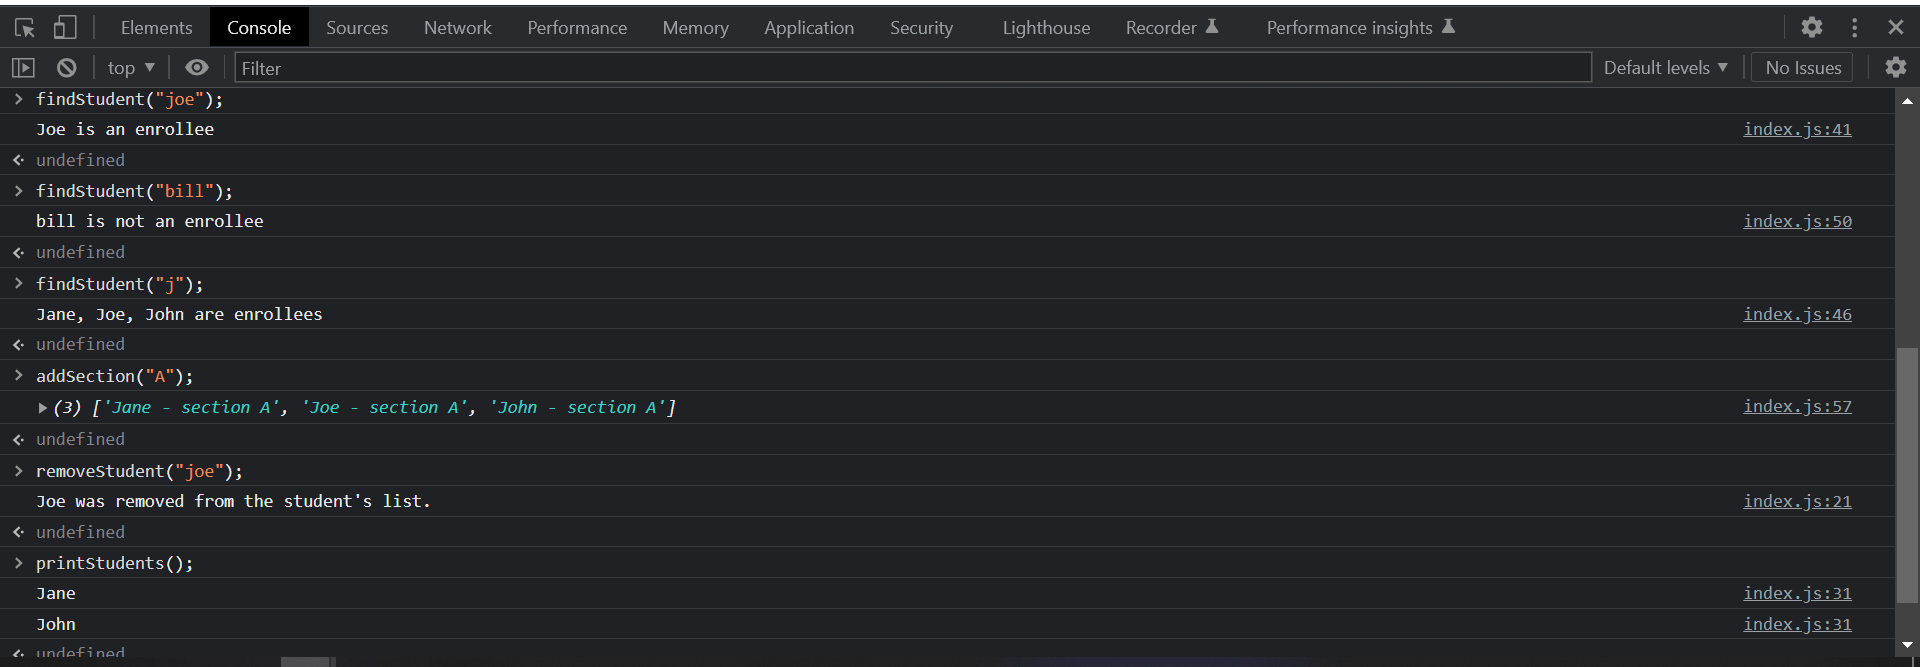 Elements Console Sources Network Performance Memory Application Security Lighthouse Recorder Performance insights
top Filter Default levels No Issues
findStudent("joe");
Joe is an enrollee index.js:41
undefined
findStudent("bill");
bill is not an enrollee index.js:50
undefined
findStudent("j");
Jane, Joe, John are enrollees index.js:46
undefined
addSection("A");
(3) ['Jane - section A', 'Joe - section A', 'John - section A'] index.js:57
undefined
removeStudent("joe");
Joe was removed from the student's list. index.js:21
undefined
printStudents();
Jane index.js:31
John index.js:31
undefined